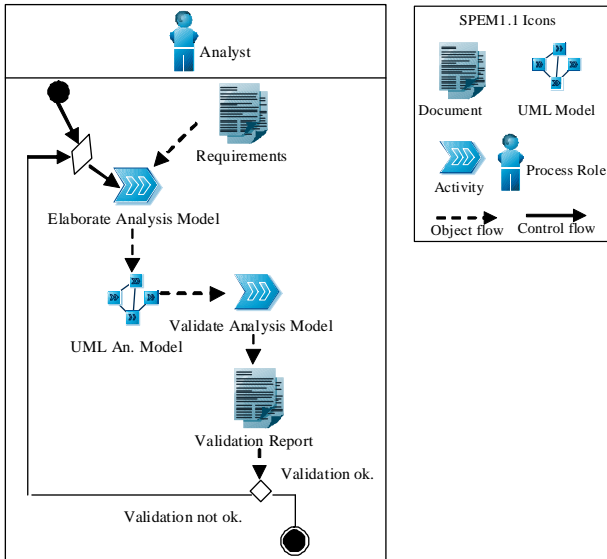 Analyst
Requirements
Elaborate Analysis Model
UML An. Model
Validate Analysis Model
Validation Report
Validation ok.
Validation not ok.
SPEM1.1 Icons
Document
UML Model
Activity
Process Role
Object flow
Control flow